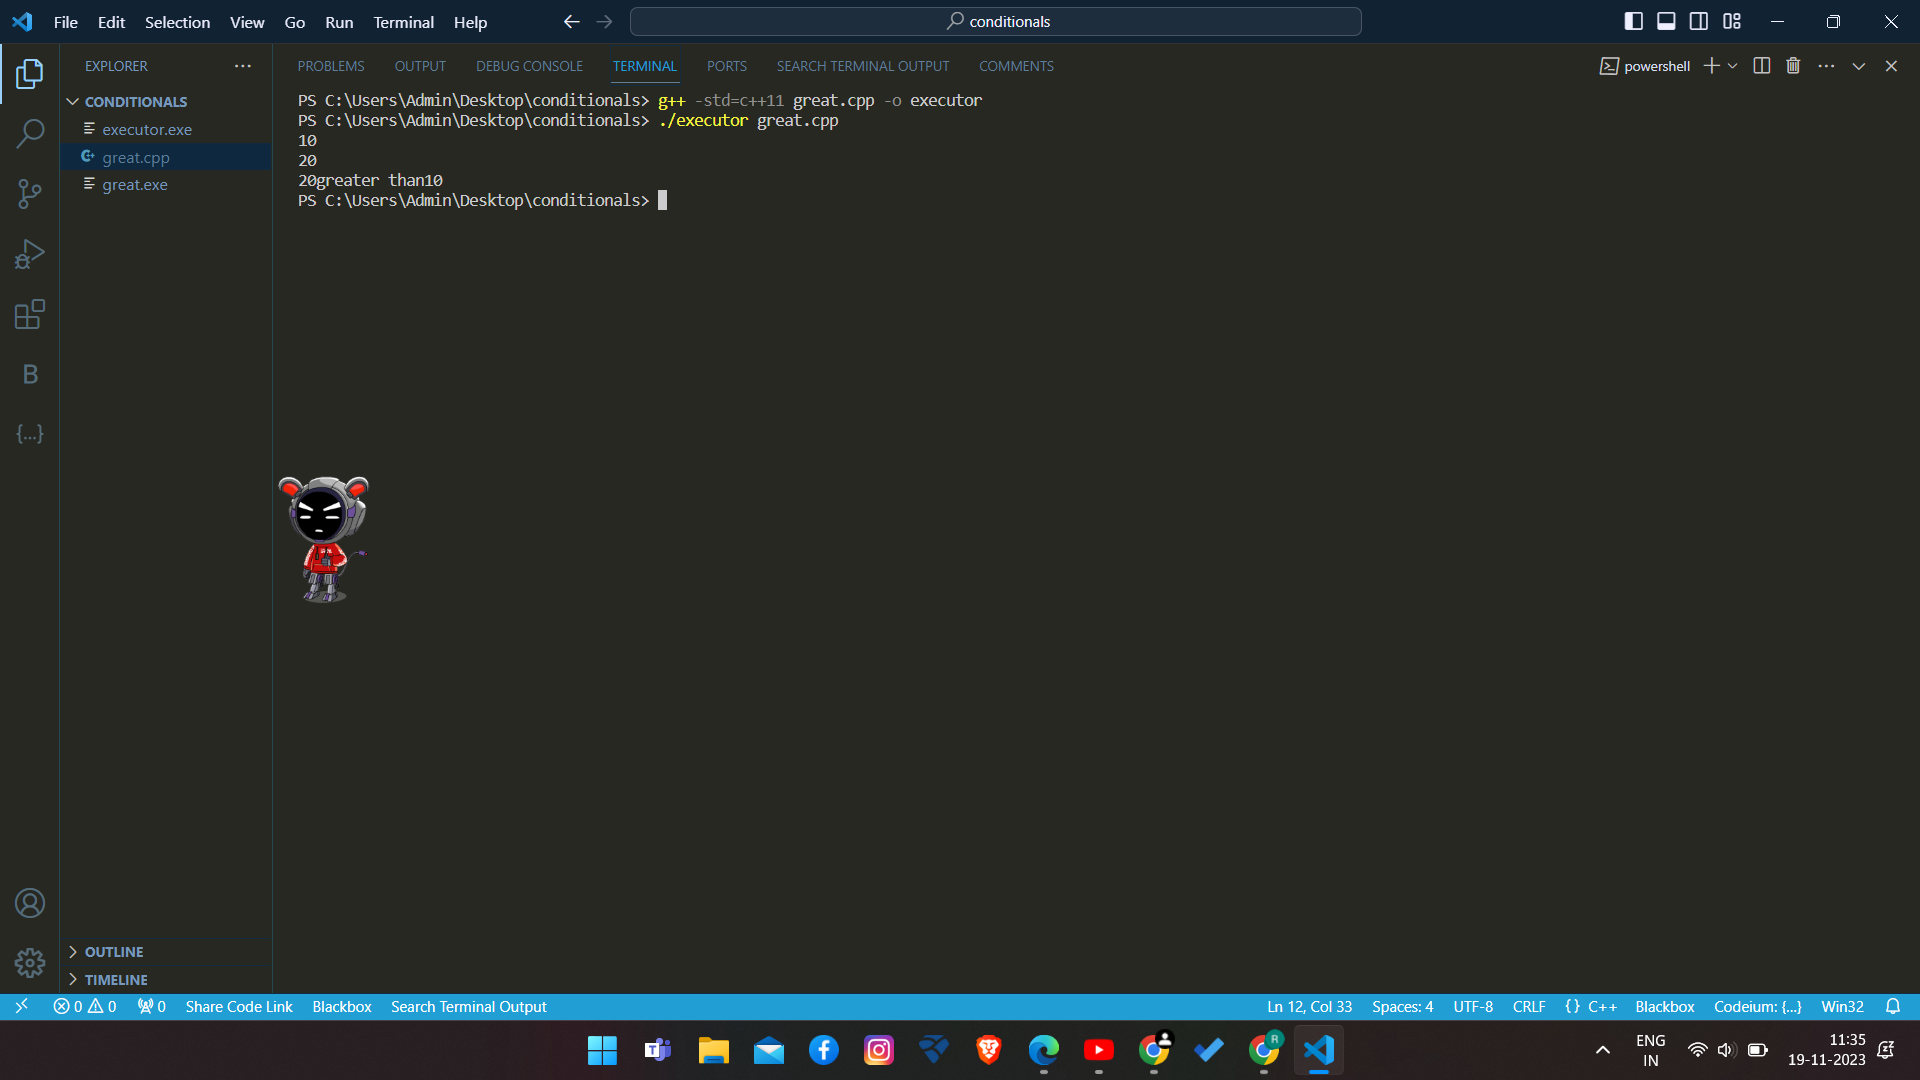 File Edit Selection View Go Run Terminal Help
conditionals
EXPLORER
CONDITIONALS
executor.exe
great.cpp
great.exe
OUTLINE
TIMELINE
PROBLEMS OUTPUT DEBUG CONSOLE TERMINAL PORTS SEARCH TERMINAL OUTPUT COMMENTS
powershell
PS C:\Users\Admin\Desktop\conditionals> g++ -std=c++11 great.cpp -o executor
PS C:\Users\Admin\Desktop\conditionals> ./executor great.cpp
10
20
20greater than10
PS C:\Users\Admin\Desktop\conditionals>
B
{...}
0 0 0 Share Code Link Blackbox Search Terminal Output
Ln 12, Col 33 Spaces: 4 UTF-8 CRLF {} C++ Blackbox Codeium: {...} Win32
ENG
IN
11:35
19-11-2023
R